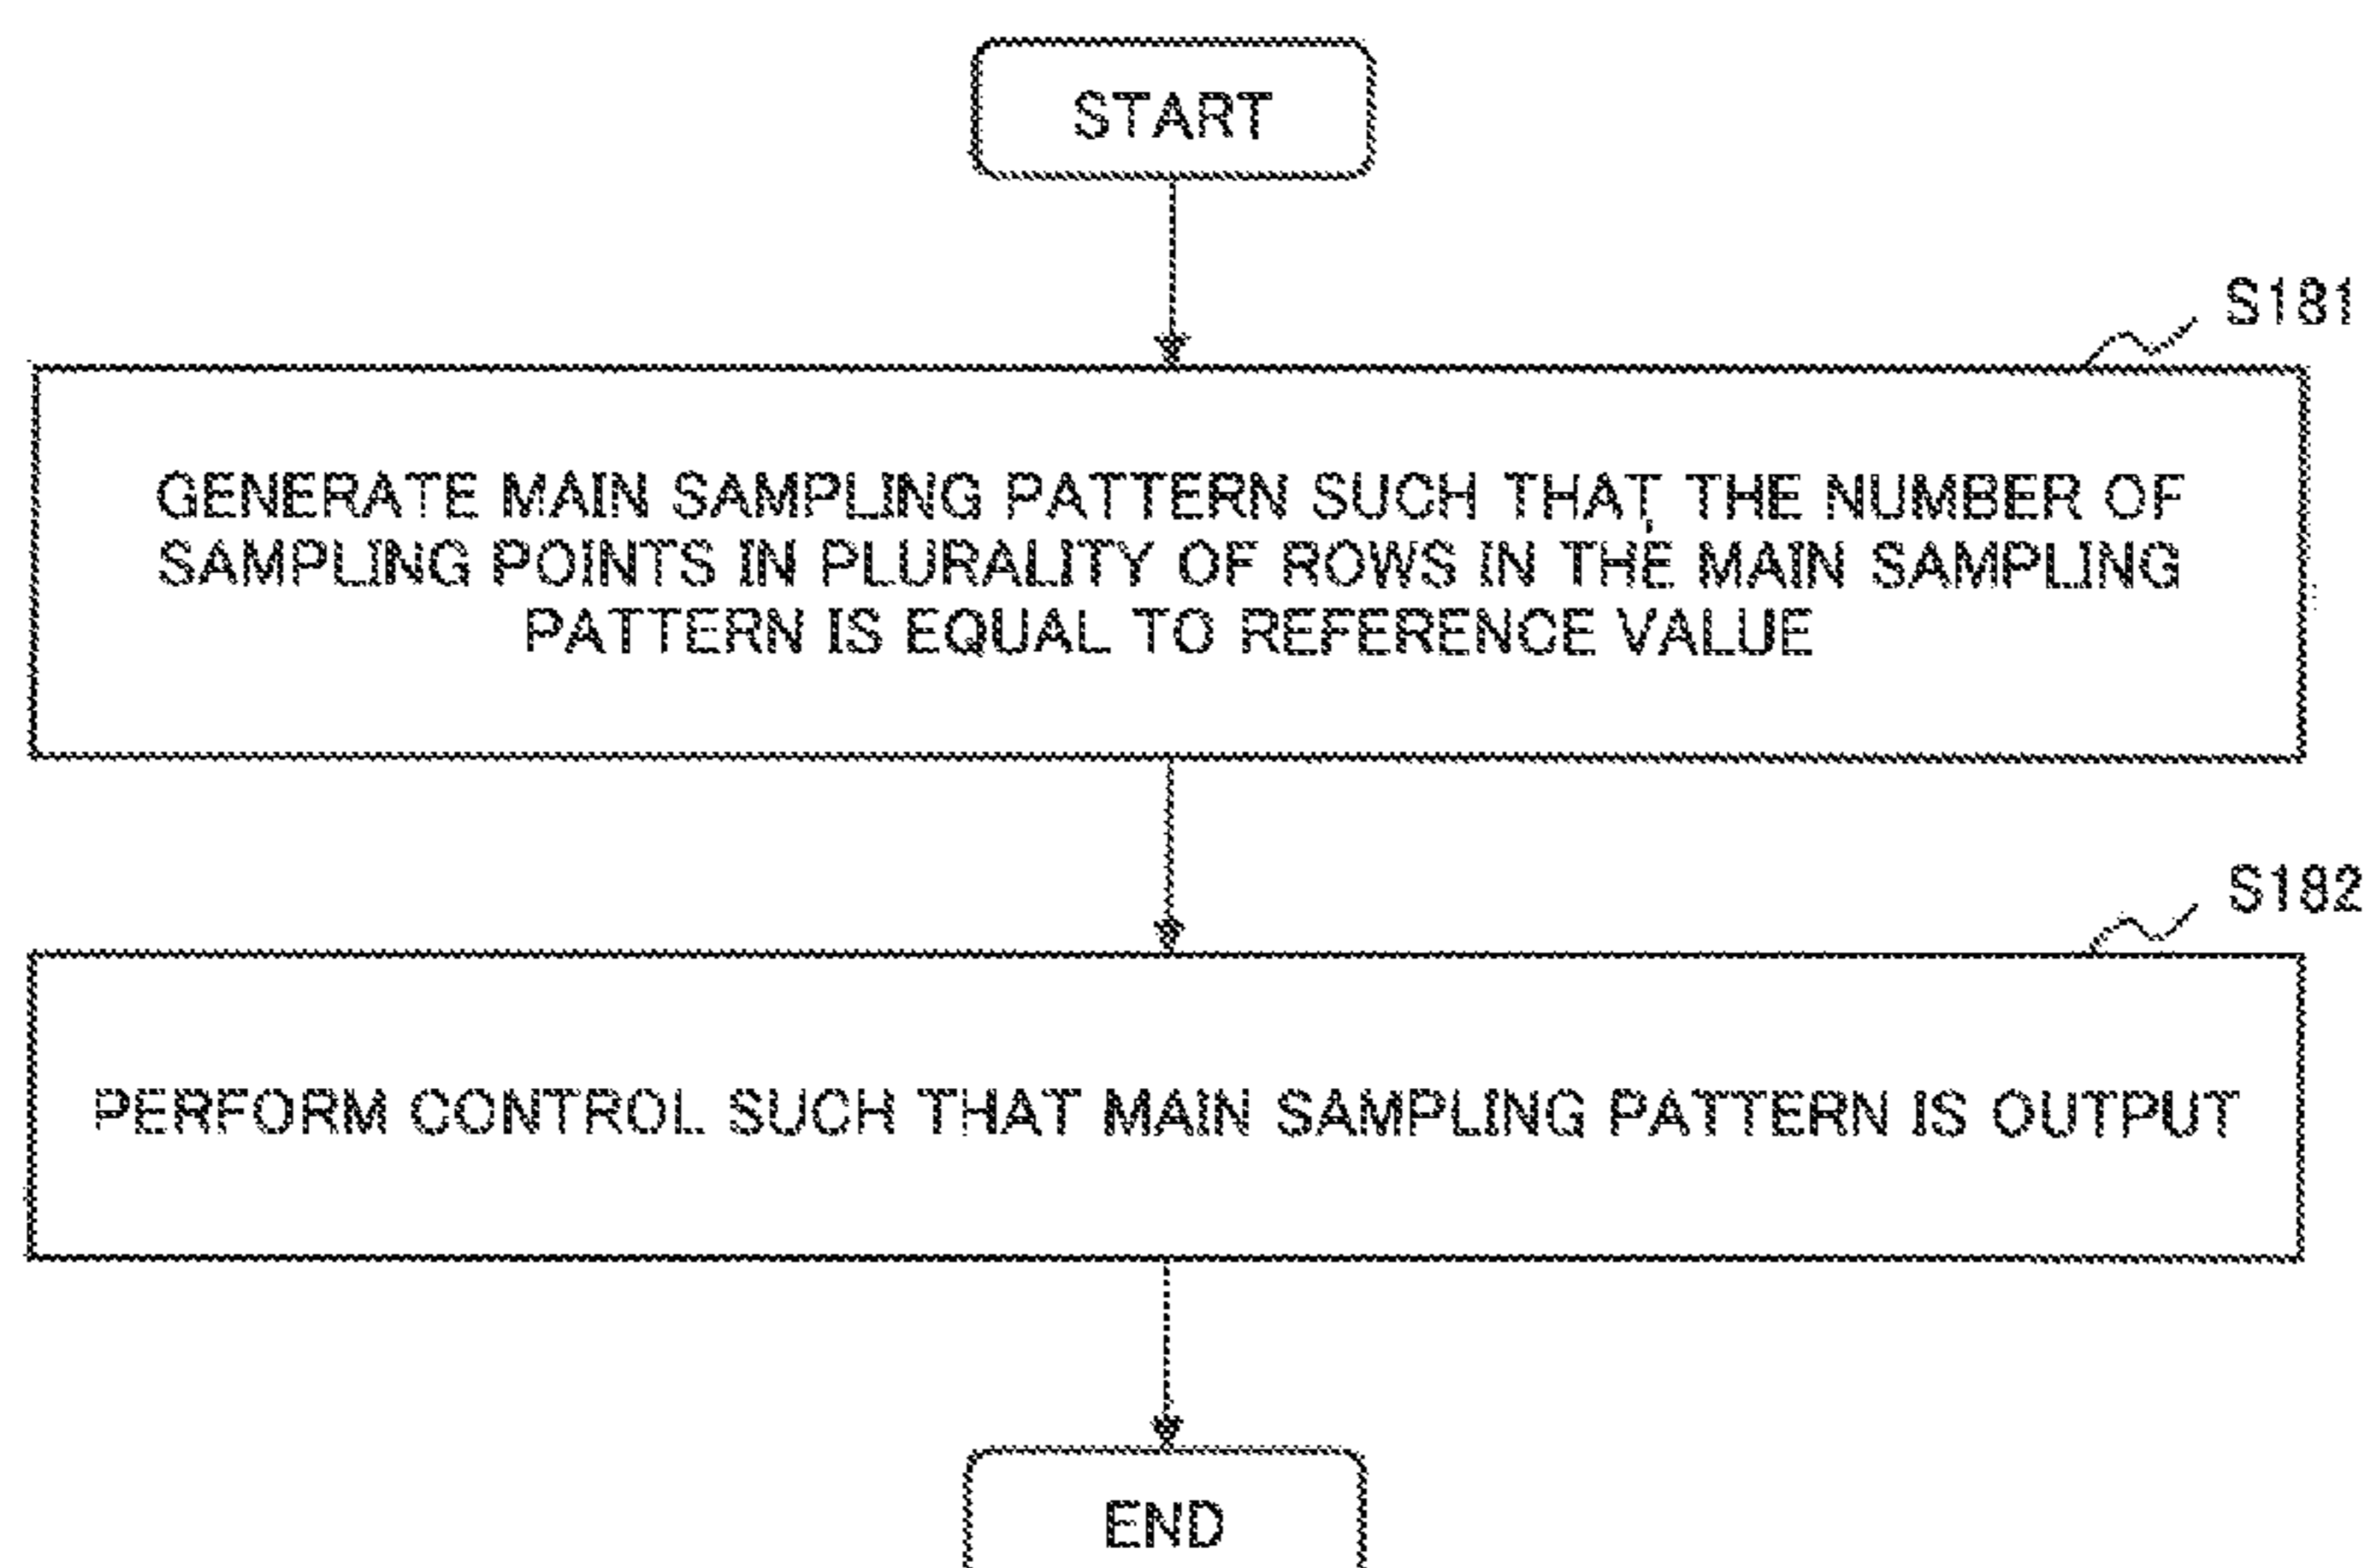 START
S181
GENERATE MAIN SAMPLING PATTERN SUCH THAT THE NUMBER OF
SAMPLING POINTS IN PLURALITY OF ROWS IN THE MAIN SAMPLING
PATTERN IS EQUAL TO REFERENCE VALUE
S182
PERFORM CONTROL SUCH THAT MAIN SAMPLING PATTERN IS OUTPUT
END